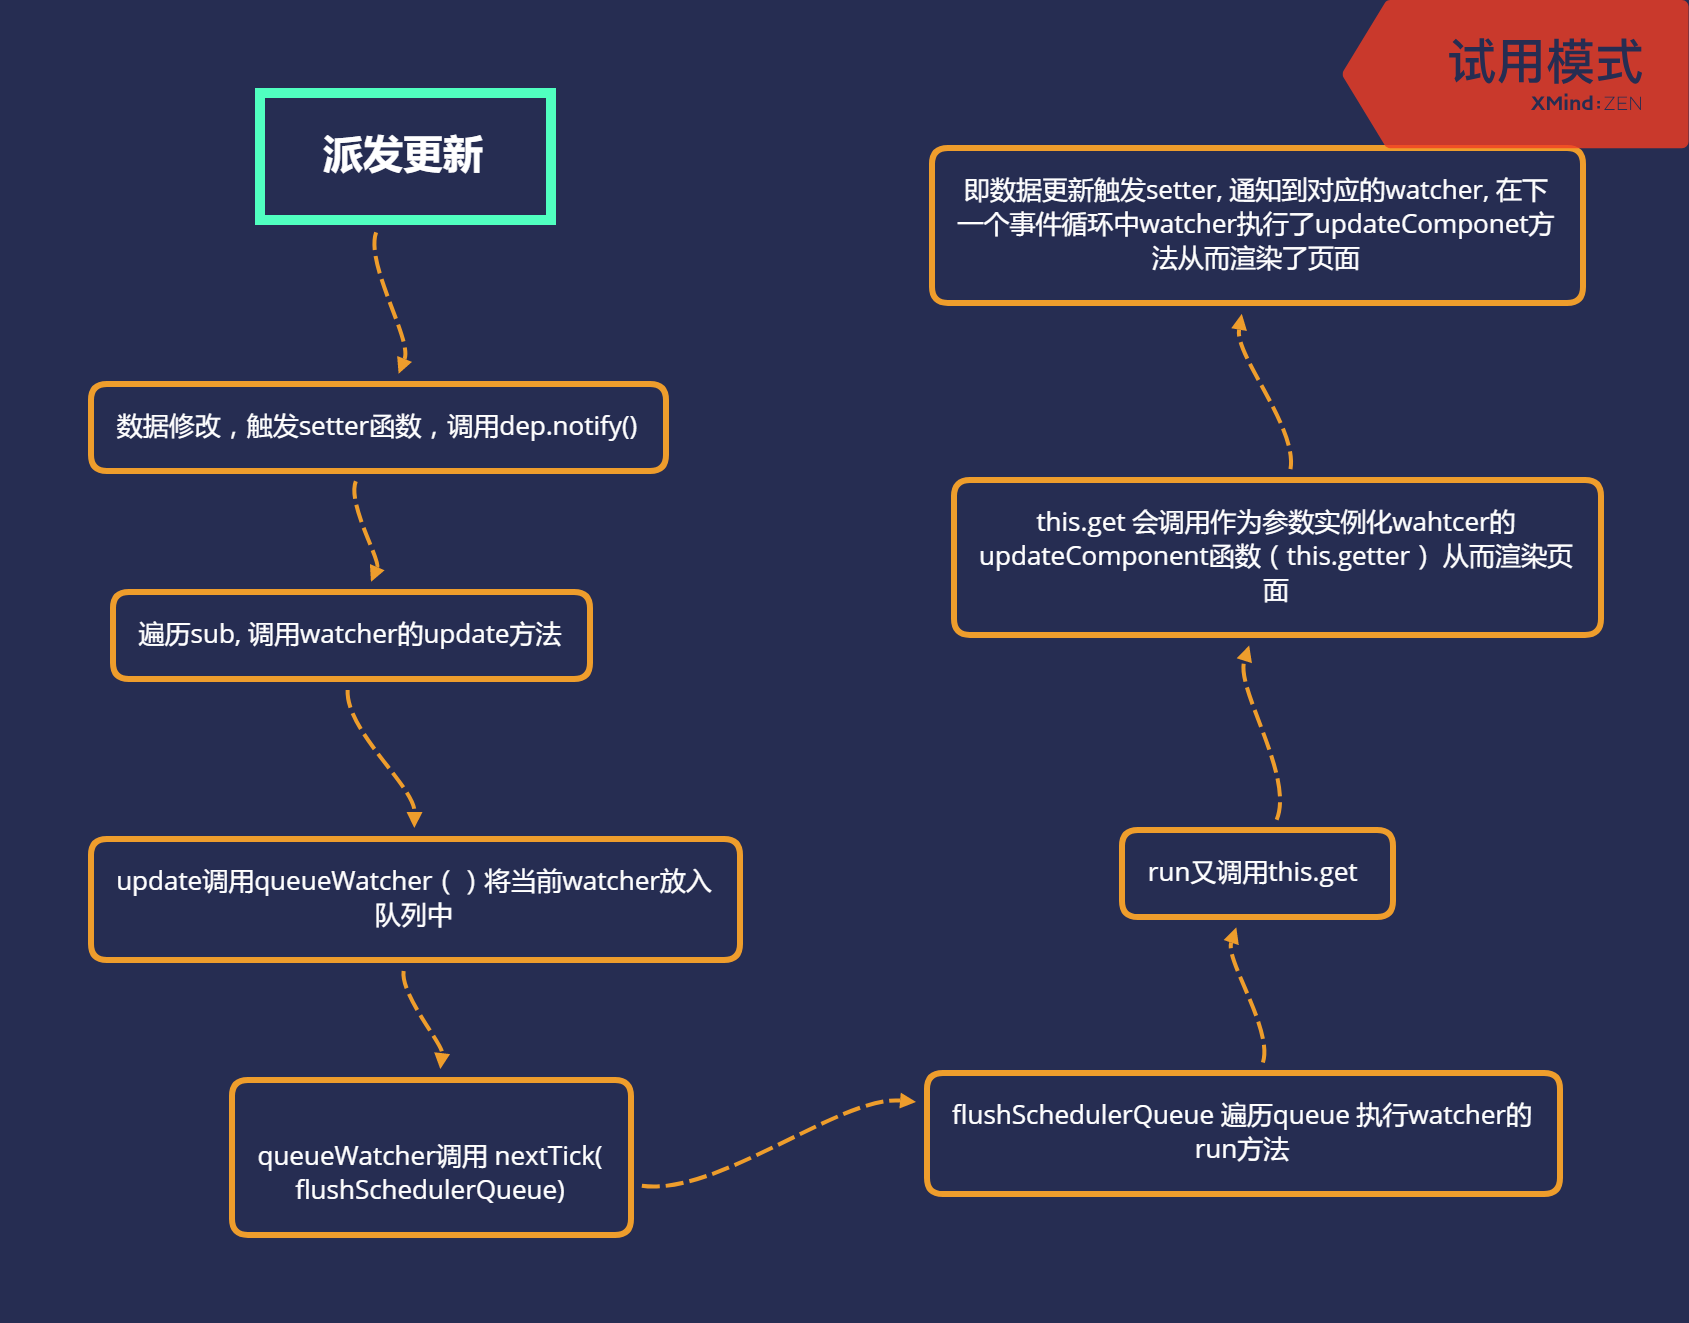 派发更新
数据修改，触发setter函数，调用dep.notify()
遍历sub, 调用watcher的update方法
update调用queueWatcher（ ）将当前watcher放入
队列中
queueWatcher调用 nextTick(
flushSchedulerQueue)
flushSchedulerQueue 遍历queue 执行watcher的
run方法
run又调用this.get
this.get 会调用作为参数实例化wahtcer的
updateComponent函数（this.getter） 从而渲染页
面
即数据更新触发setter, 通知到对应的watcher, 在下
一个事件循环中watcher执行了updateComponet方
法从而渲染了页面
试用模式
XMind:ZEN